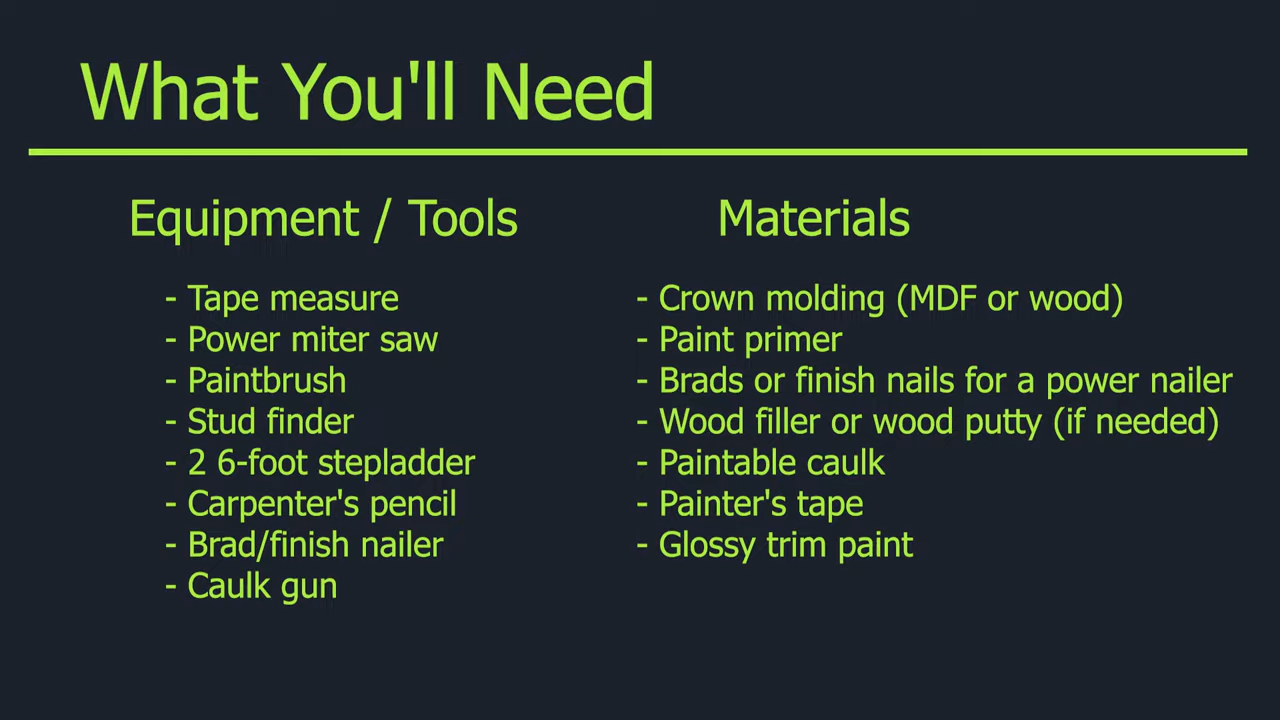 What You'll Need
Equipment / Tools
- Tape measure
- Power miter saw
- Paintbrush
- Stud finder
- 2 6-foot stepladder
- Carpenter's pencil
- Brad/finish nailer
- Caulk gun
Materials
- Crown molding (MDF or wood)
- Paint primer
- Brads or finish nails for a power nailer
- Wood filler or wood putty (if needed)
- Paintable caulk
- Painter's tape
- Glossy trim paint